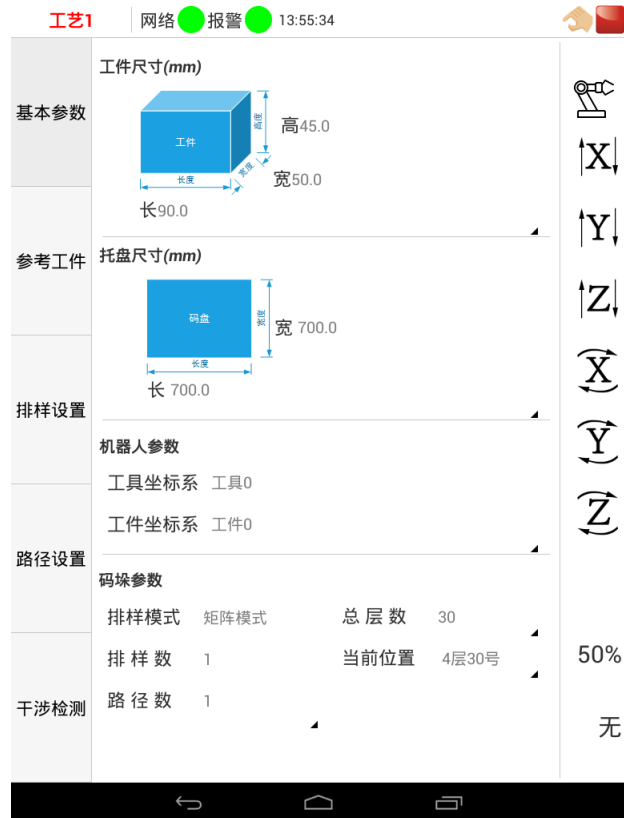 工艺1 网络 报警 13:55:34
基本参数
参考工件
排样设置
路径设置
干涉检测
工件尺寸(mm)
工件
高度
宽度
长度
高45.0
宽50.0
长90.0
托盘尺寸(mm)
码盘
宽度
长度
宽 700.0
长 700.0
机器人参数
工具坐标系 工具0
工件坐标系 工件0
码垛参数
排样模式 矩阵模式 总层数 30
排样数 1 当前位置 4层30号
路径数 1
X
Y
Z
X
Y
Z
50%
无